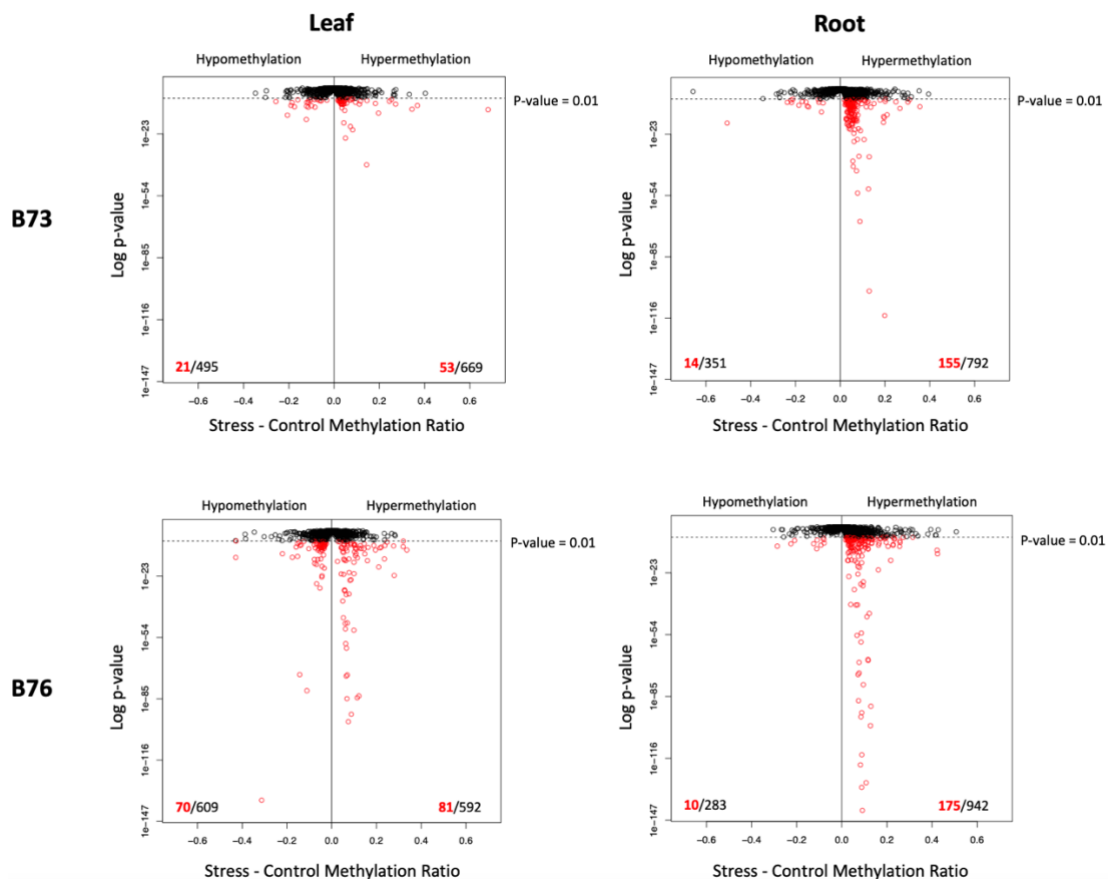 Leaf
Root
Hypomethylation Hypermethylation
Hypomethylation Hypermethylation
P-value = 0.01
P-value = 0.01
B73
Log p-value
1e−23
1e−54
1e−85
1e−116
1e−147
21/495
53/669
−0.6 −0.4 −0.2 0.0 0.2 0.4 0.6
Stress - Control Methylation Ratio
Log p-value
1e−23
1e−54
1e−85
1e−116
1e−147
14/351
155/792
−0.6 −0.4 −0.2 0.0 0.2 0.4 0.6
Stress - Control Methylation Ratio
Hypomethylation Hypermethylation
Hypomethylation Hypermethylation
P-value = 0.01
P-value = 0.01
B76
Log p-value
1e−23
1e−54
1e−85
1e−116
1e−147
70/609
81/592
−0.6 −0.4 −0.2 0.0 0.2 0.4 0.6
Stress - Control Methylation Ratio
Log p-value
1e−23
1e−54
1e−85
1e−116
1e−147
10/283
175/942
−0.6 −0.4 −0.2 0.0 0.2 0.4 0.6
Stress - Control Methylation Ratio